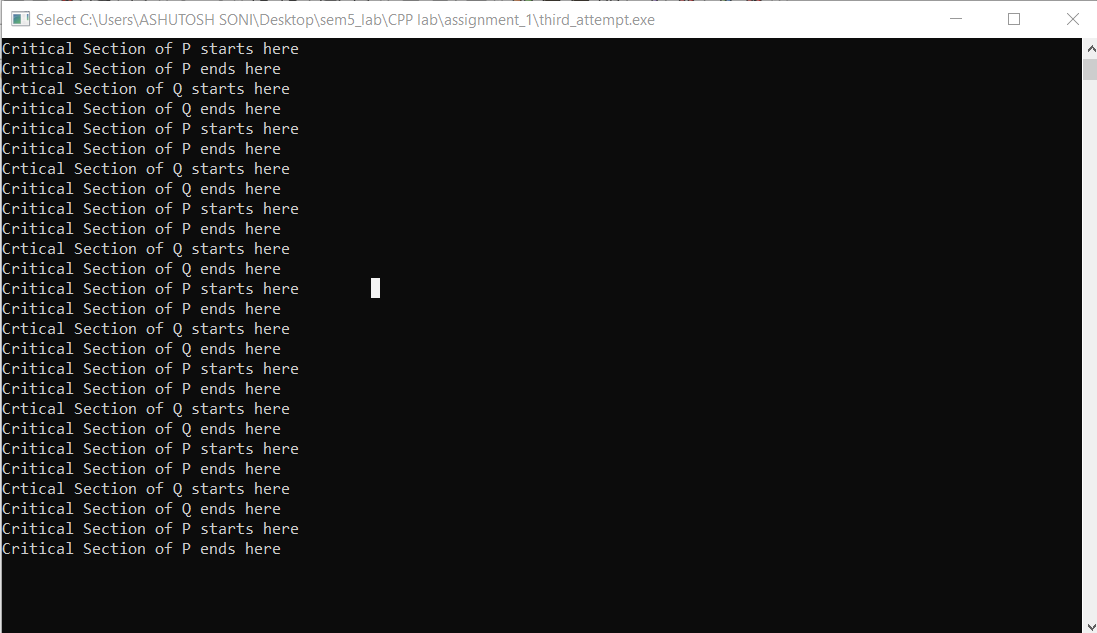 Select C:\Users\ASHUTOSH SONI\Desktop\sem5_lab\CPP lab\assignment_1\third_attempt.exe
Critical Section of P starts here
Critical Section of P ends here
Crtical Section of Q starts here
Critical Section of Q ends here
Critical Section of P starts here
Critical Section of P ends here
Crtical Section of Q starts here
Critical Section of Q ends here
Critical Section of P starts here
Critical Section of P ends here
Crtical Section of Q starts here
Critical Section of Q ends here
Critical Section of P starts here
Critical Section of P ends here
Crtical Section of Q starts here
Critical Section of Q ends here
Critical Section of P starts here
Critical Section of P ends here
Crtical Section of Q starts here
Critical Section of Q ends here
Critical Section of P starts here
Critical Section of P ends here
Crtical Section of Q starts here
Critical Section of Q ends here
Critical Section of P starts here
Critical Section of P ends here